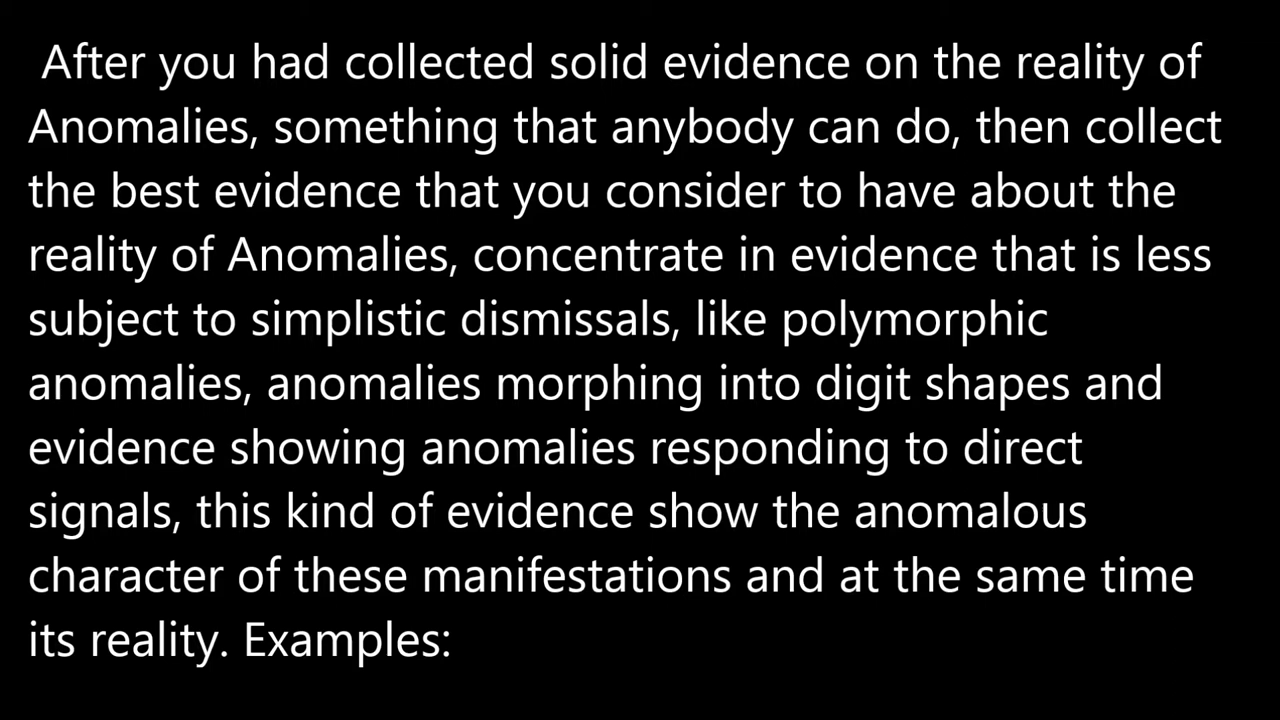 After you had collected solid evidence on the reality of
Anomalies, something that anybody can do, then collect
the best evidence that you consider to have about the
reality of Anomalies, concentrate in evidence that is less
subject to simplistic dismissals, like polymorphic
anomalies, anomalies morphing into digit shapes and
evidence showing anomalies responding to direct
signals, this kind of evidence show the anomalous
character of these manifestations and at the same time
its reality. Examples: